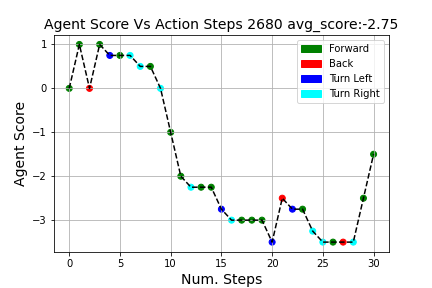 Agent Score Vs Action Steps 2680 avg_score:-2.75
1
0
−1
−2
−3
Agent Score
Forward
Back
Turn Left
Turn Right
0 5 10 15 20 25 30
Num. Steps